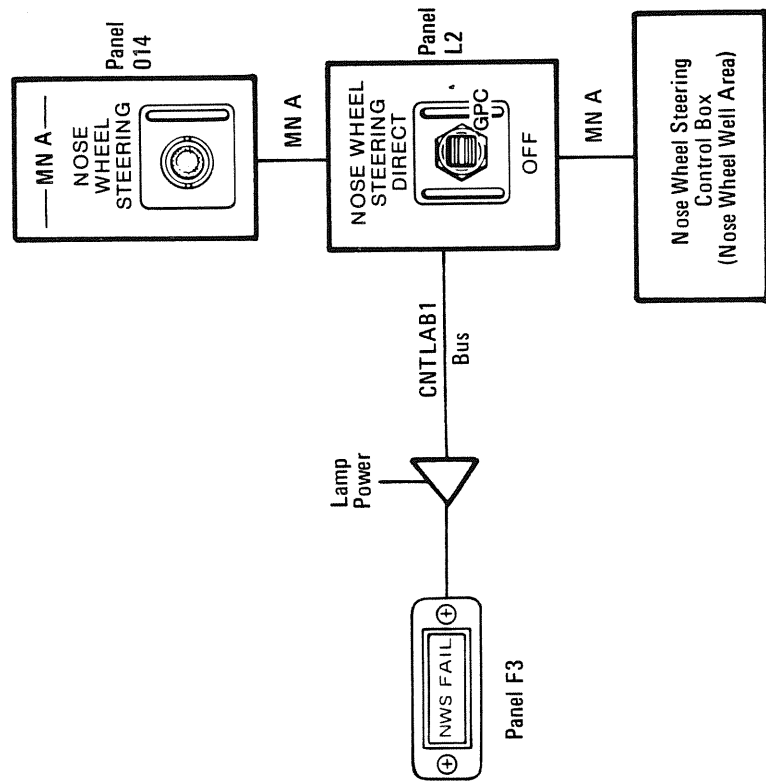 Panel
O14
MN A
NOSE
WHEEL
STEERING
MN A
Panel
L2
NOSE WHEEL
STEERING
DIRECT
GPC
OFF
MN A
Nose Wheel Steering
Control Box
(Nose Wheel Well Area)
CNTLAB1
Bus
Lamp
Power
NWS FAIL
Panel F3